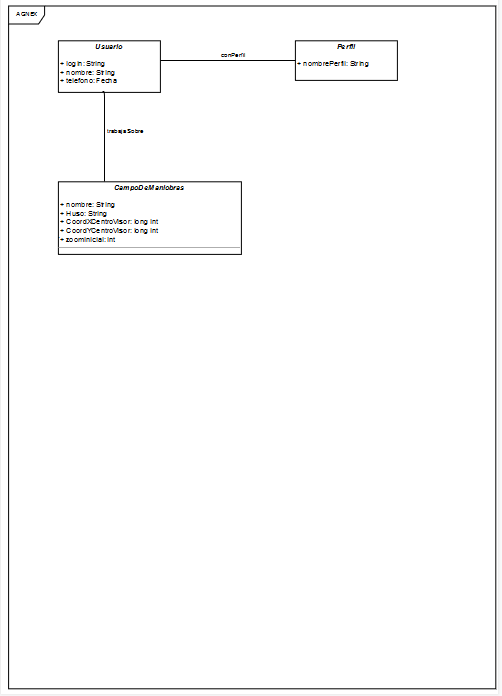 AGNEX
Usuario
+ login: String
+ nombre: String
+ telefono: Fecha
conPerfil
Perfil
+ nombrePerfil: String
trabajaSobre
CampoDeManiobras
+ nombre: String
+ Huso: String
+ CoordXCentroVisor: long int
+ CoordYCentroVisor: long int
+ zoomInicial: int